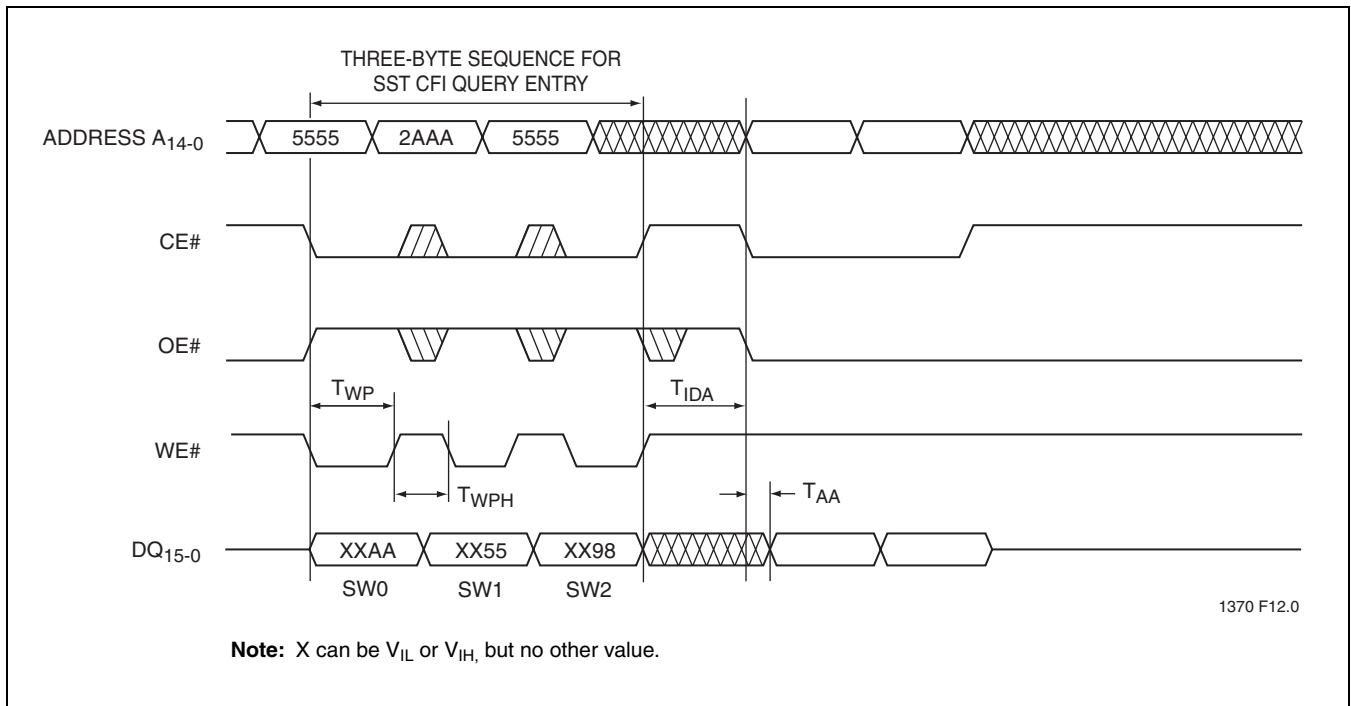 THREE-BYTE SEQUENCE FOR
SST CFI QUERY ENTRY
ADDRESS A14-0
5555 2AAA 5555
CE#
OE#
TWP TIDA
WE#
TWPH TAA
DQ15-0
XXAA XX55 XX98
SW0 SW1 SW2
1370 F12.0
Note: X can be VIL or VIH, but no other value.